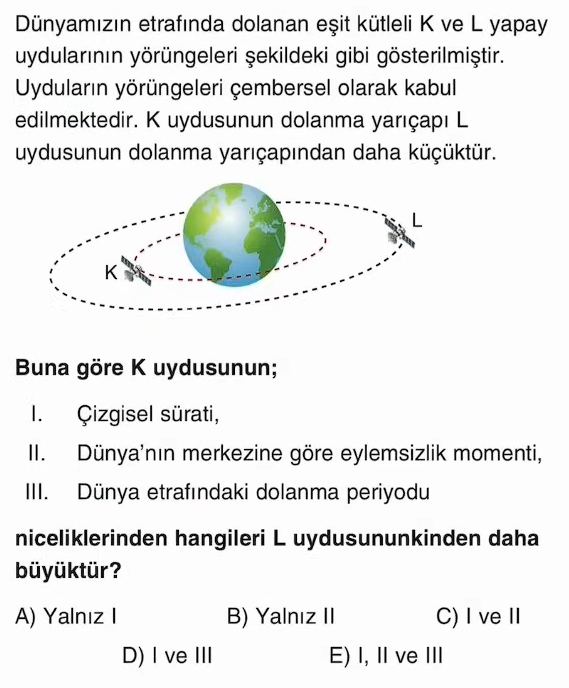 Dünyamızın etrafında dolanan eşit kütleli K ve L yapay
uydularının yörüngeleri şekildeki gibi gösterilmiştir.
Uyduların yörüngeleri çembersel olarak kabul
edilmektedir. K uydusunun dolanma yarıçapı L
uydusunun dolanma yarıçapından daha küçüktür.
L
K
Buna göre K uydusunun;
I. Çizgisel sürati,
II. Dünya'nın merkezine göre eylemsizlik momenti,
III. Dünya etrafındaki dolanma periyodu
niceliklerinden hangileri L uydusununkinden daha
büyüktür?
A) Yalnız I B) Yalnız II C) I ve II
D) I ve III E) I, II ve III